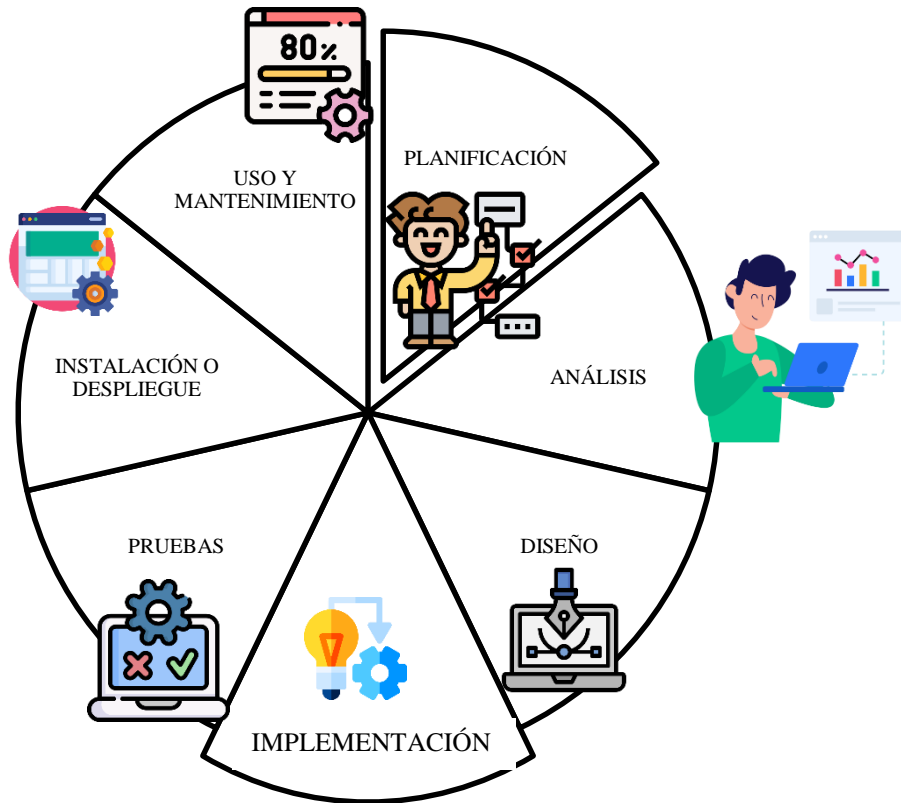 80%
PLANIFICACIÓN
USO Y
MANTENIMIENTO
INSTALACIÓN O
DESPLIEGUE
ANÁLISIS
PRUEBAS
DISEÑO
IMPLEMENTACIÓN